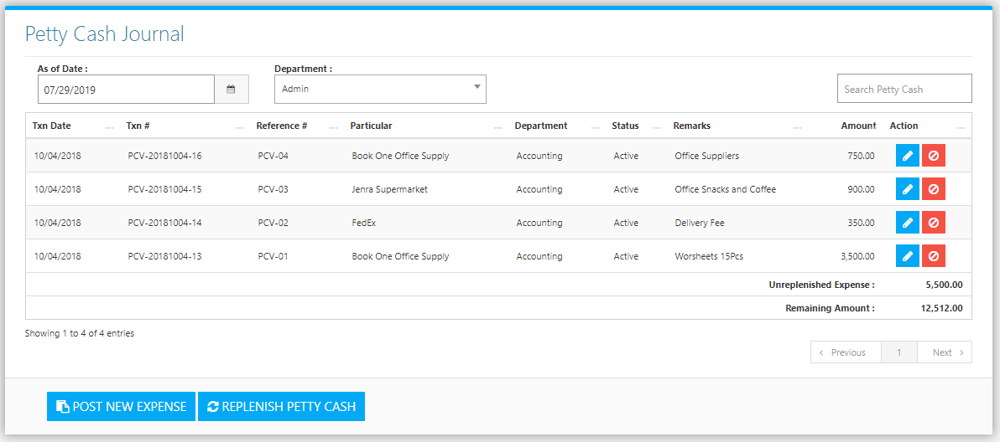 Petty Cash Journal
As of Date : Department :
07/29/2019 Admin Search Petty Cash
Txn Date Txn # Reference # Particular Department Status Remarks Amount Action
10/04/2018 PCV-20181004-16 PCV-04 Book One Office Supply Accounting Active Office Suppliers 750.00
10/04/2018 PCV-20181004-15 PCV-03 Jenra Supermarket Accounting Active Office Snacks and Coffee 900.00
10/04/2018 PCV-20181004-14 PCV-02 FedEx Accounting Active Delivery Fee 350.00
10/04/2018 PCV-20181004-13 PCV-01 Book One Office Supply Accounting Active Worsheets 15Pcs 3,500.00
Unreplenished Expense : 5,500.00
Remaining Amount : 12,512.00
Showing 1 to 4 of 4 entries
‹ Previous 1 Next ›
POST NEW EXPENSE REPLENISH PETTY CASH